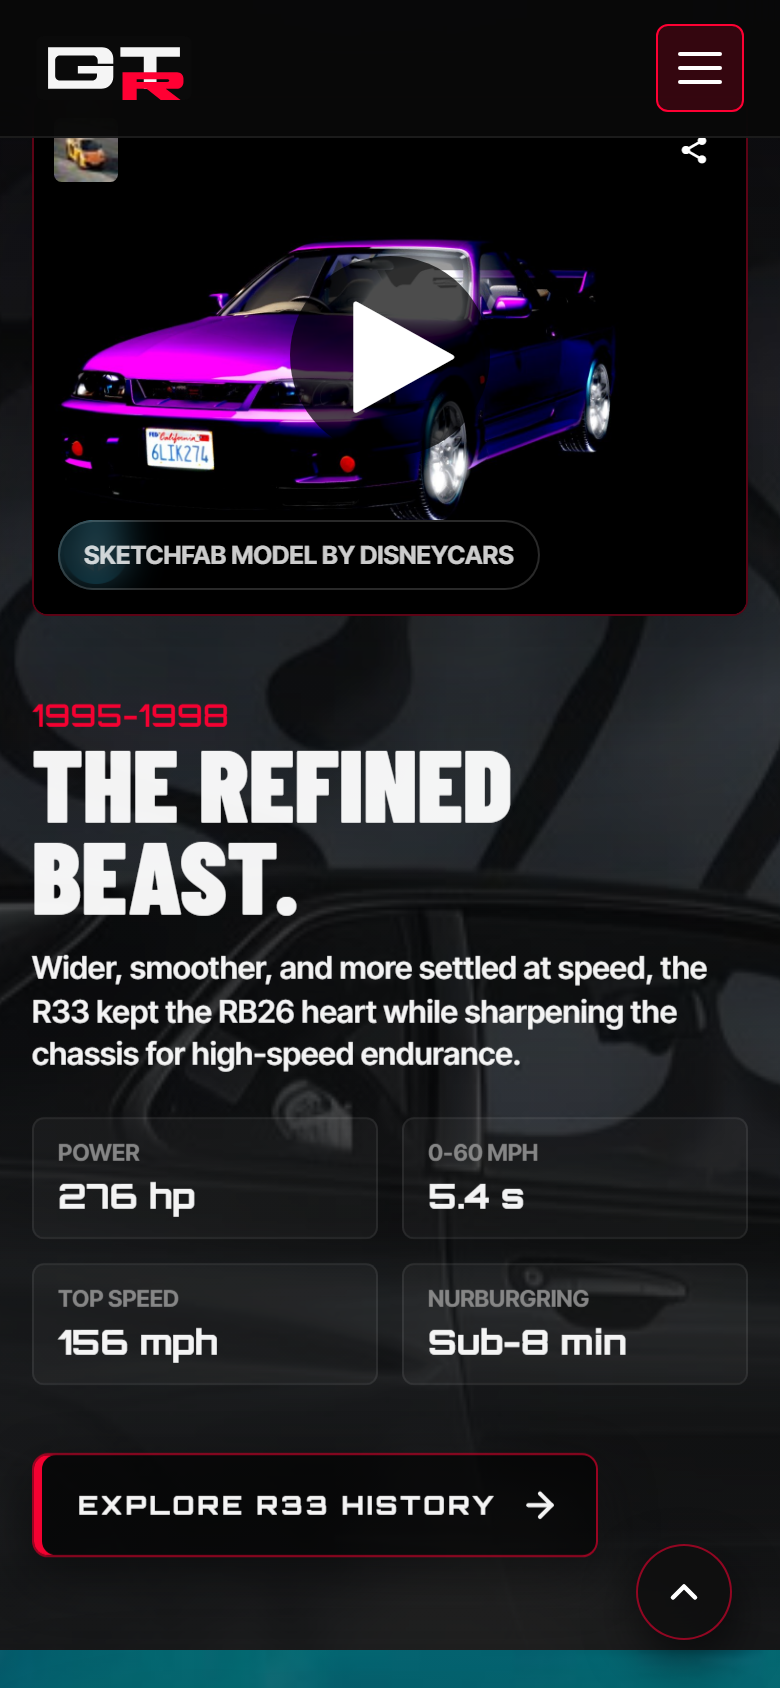 GTR
California
6LIK274
SKETCHFAB MODEL BY DISNEYCARS
1995-1998
THE REFINED
BEAST.
Wider, smoother, and more settled at speed, the
R33 kept the RB26 heart while sharpening the
chassis for high-speed endurance.
POWER
276 hp
0-60 MPH
5.4 s
TOP SPEED
156 mph
NURBURGRING
Sub-8 min
EXPLORE R33 HISTORY